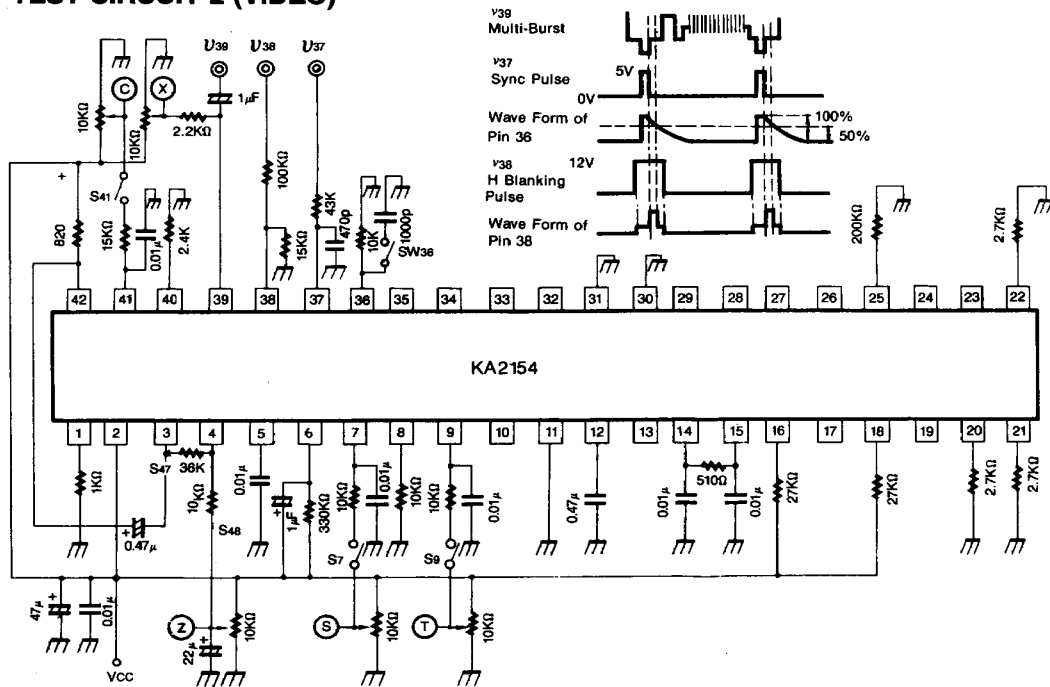 TEST CIRCUIT 2 (VIDEO)
C
X
v39
v38
v37
10KΩ
10KΩ
2.2KΩ
1μF
+
820
S41
15KΩ
0.01μ
2.4K
100KΩ
15KΩ
43K
470p
10K
1000p
SW36
v39
Multi-Burst
v37
Sync Pulse
5V
0V
Wave Form of
Pin 36
100%
50%
v38
H Blanking
Pulse
12V
Wave Form of
Pin 38
200KΩ
2.7KΩ
42 41 40 39 38 37 36 35 34 33 32 31 30 29 28 27 26 25 24 23 22
KA2154
1 2 3 4 5 6 7 8 9 10 11 12 13 14 15 16 17 18 19 20 21
1KΩ
S47
36K
+
0.47μ
10KΩ
S48
0.01μ
+
1μF
330KΩ
10KΩ
0.01μ
S7
10KΩ
10KΩ
0.01μ
S9
0.47μ
0.01μ
510Ω
0.01μ
27KΩ
27KΩ
2.7KΩ
2.7KΩ
47μ
+
0.01μ
VCC
Z
22μ
+
10KΩ
S
10KΩ
T
10KΩ